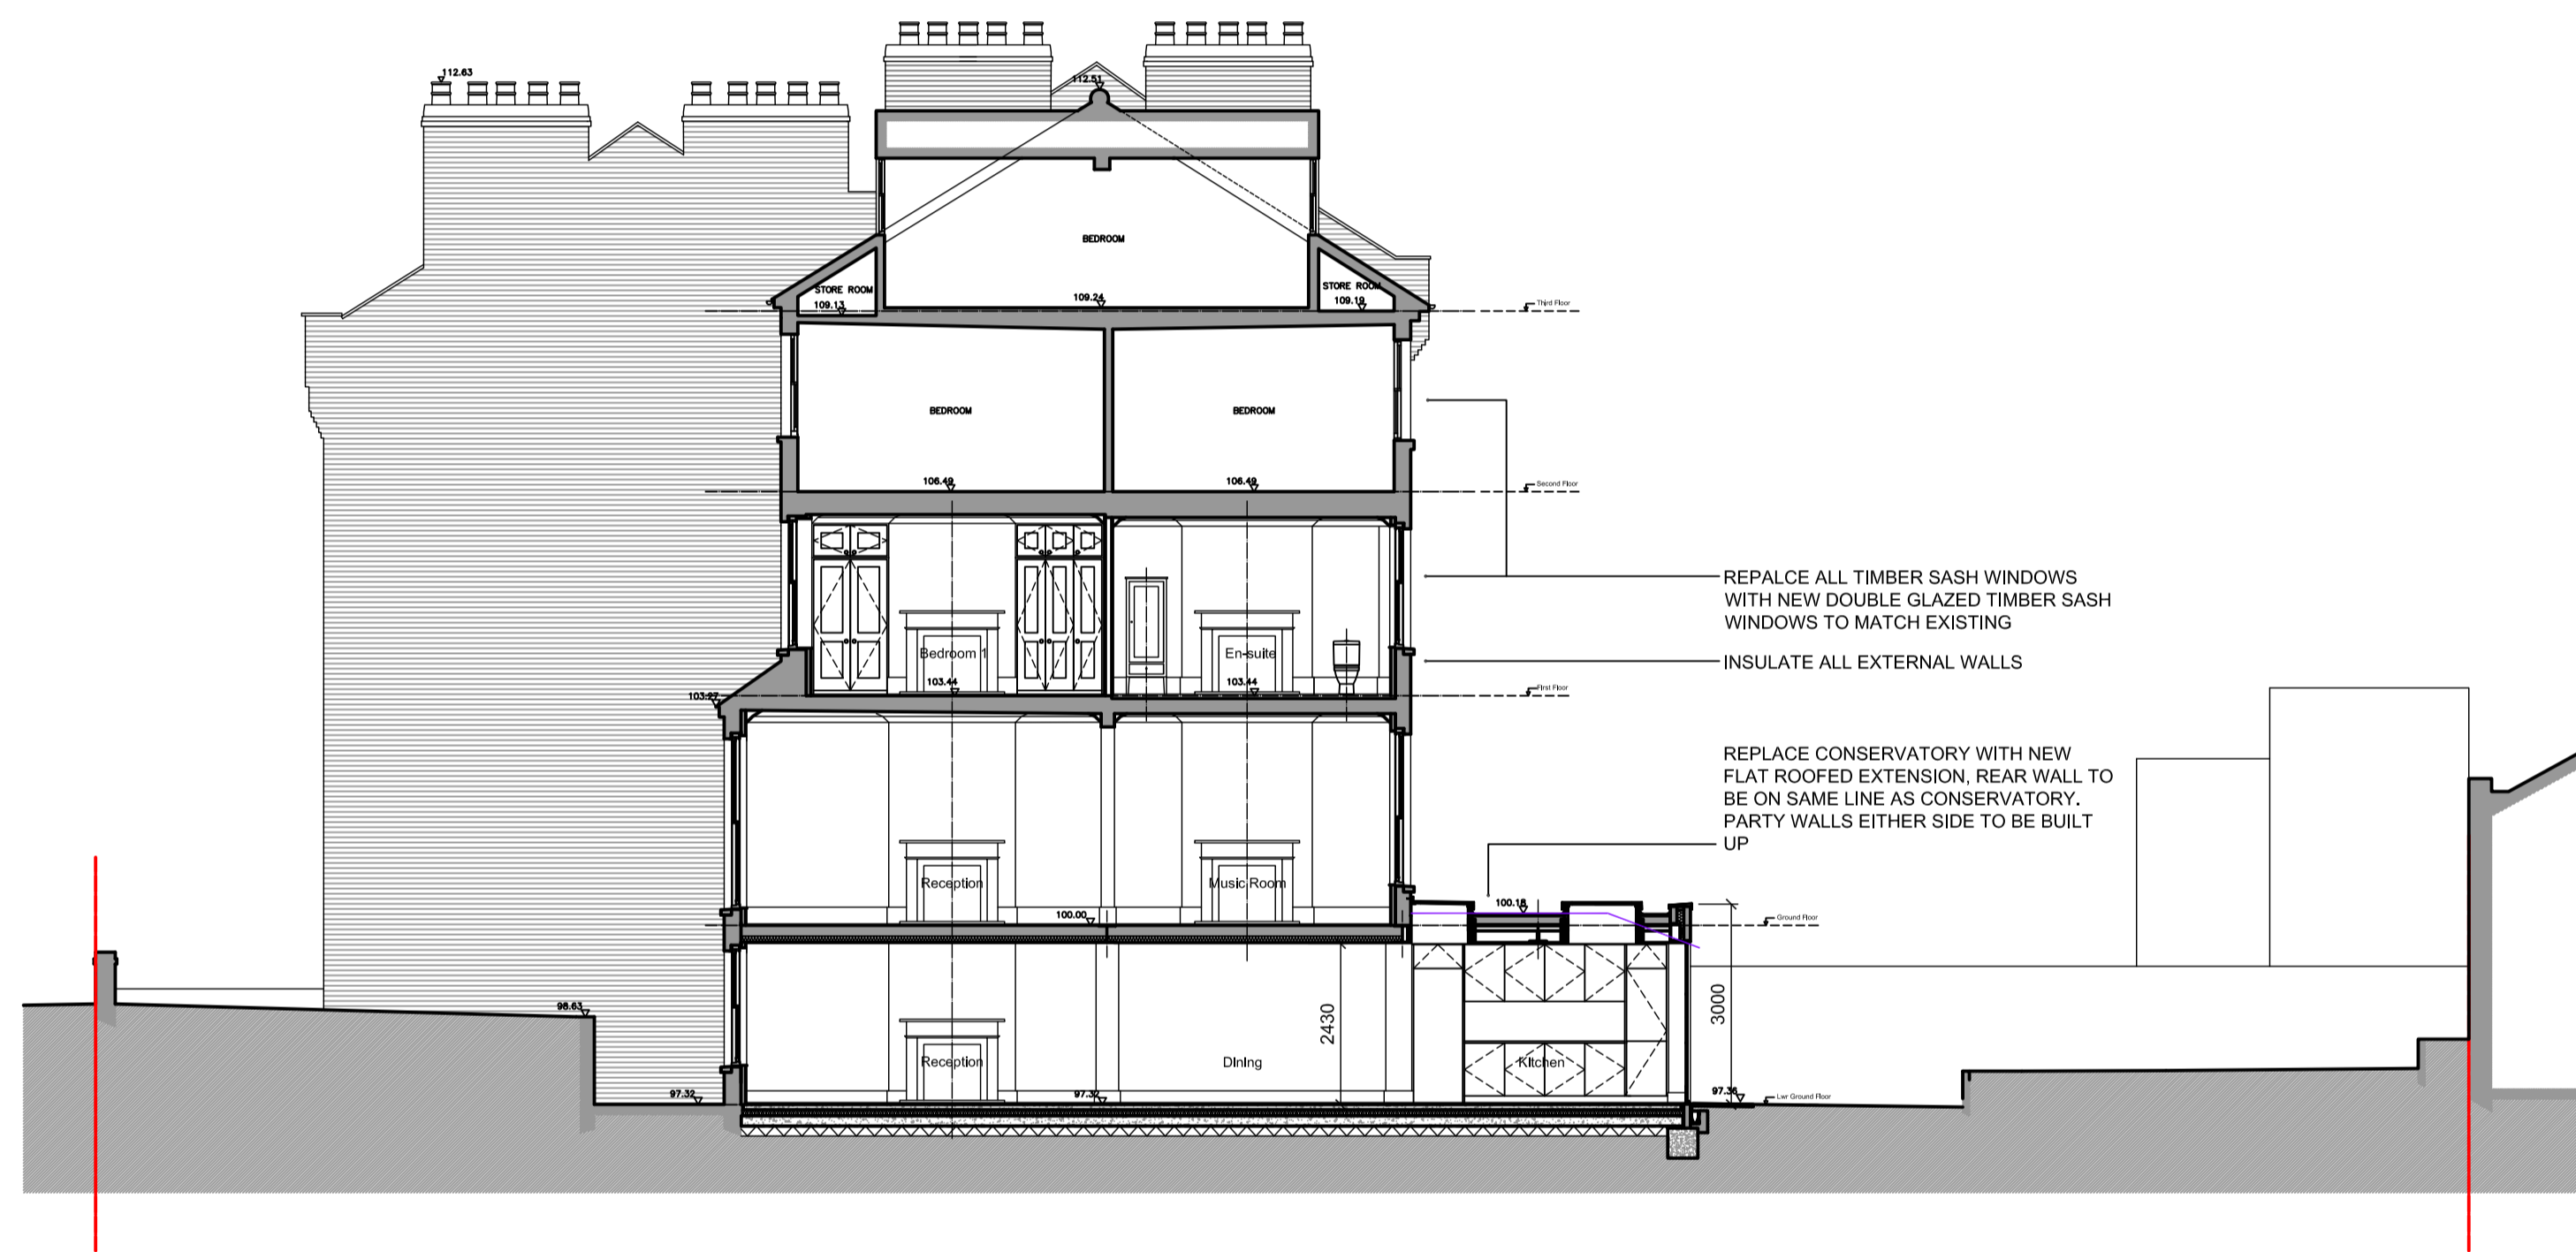 112.63
112.51
BEDROOM
STORE ROOM
109.13
109.24
STORE ROOM
109.19
Third Floor
BEDROOM
BEDROOM
106.49
106.49
Second Floor
REPALCE ALL TIMBER SASH WINDOWS
WITH NEW DOUBLE GLAZED TIMBER SASH
WINDOWS TO MATCH EXISTING
Bedroom 1
En-suite
INSULATE ALL EXTERNAL WALLS
103.44
103.44
103.27
First Floor
REPLACE CONSERVATORY WITH NEW
FLAT ROOFED EXTENSION, REAR WALL TO
BE ON SAME LINE AS CONSERVATORY.
PARTY WALLS EITHER SIDE TO BE BUILT
UP
Reception
Music Room
100.00
100.18
Ground Floor
98.63
2430
3000
Reception
Dining
Kitchen
97.32
97.32
97.36
Lwr Ground Floor